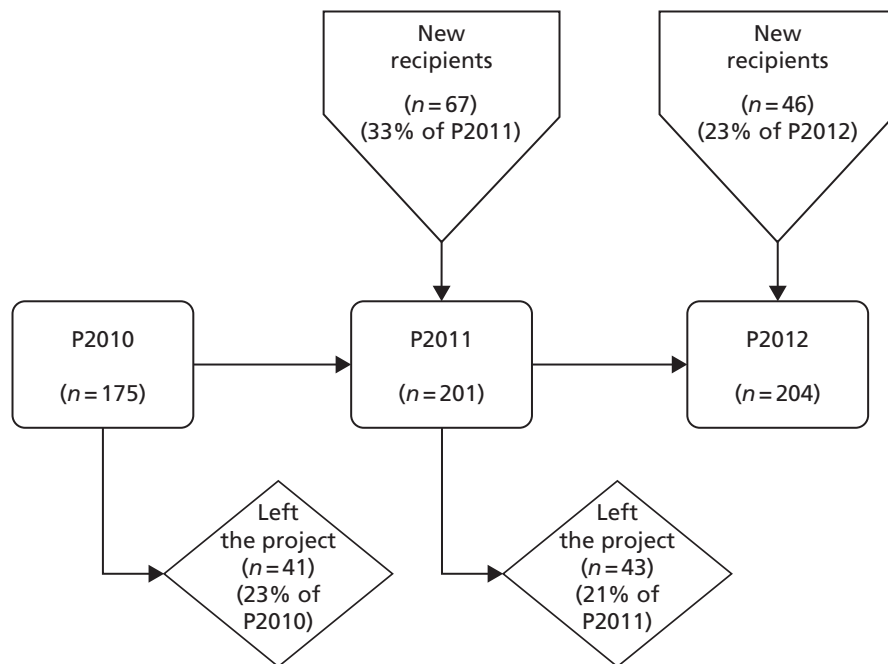 New
recipients
(n=67)
(33% of P2011)
New
recipients
(n=46)
(23% of P2012)
P2010
(n=175)
P2011
(n=201)
P2012
(n=204)
Left
the project
(n=41)
(23% of
P2010)
Left
the project
(n=43)
(21% of
P2011)